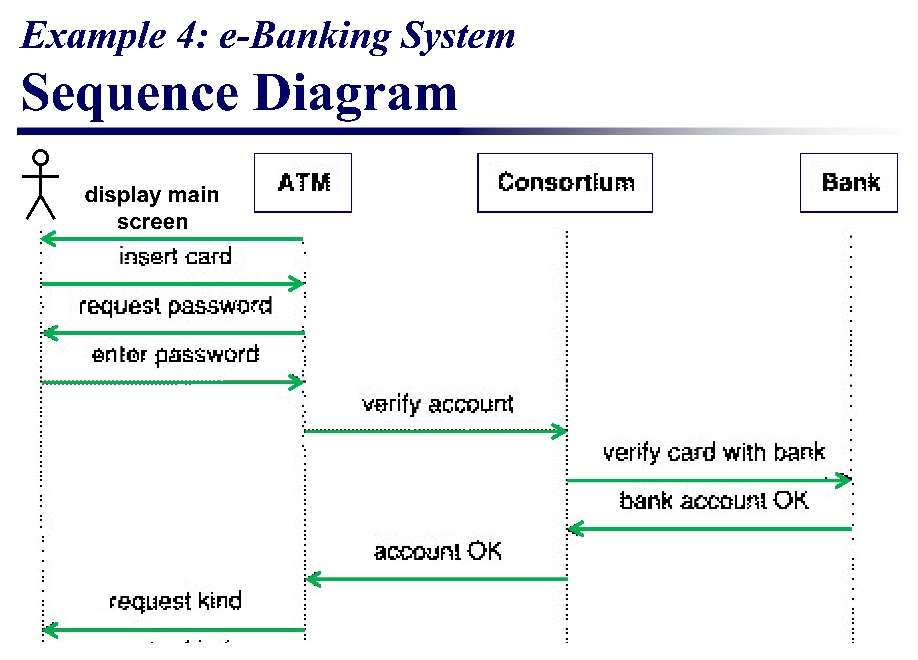 Example 4: e-Banking System
Sequence Diagram
ATM
Consortium
Bank
display main
screen
insert card
request password
enter password
verify account
verify card with bank
bank account OK
account OK
request kind